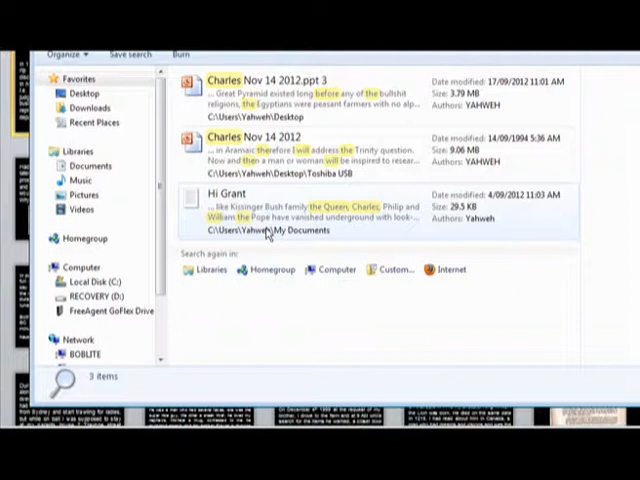 Organize Save search Burn
Favorites
Desktop
Downloads
Recent Places
Libraries
Documents
Music
Pictures
Videos
Homegroup
Computer
Local Disk (C:)
RECOVERY (D:)
FreeAgent GoFlex Drive
Network
BOBLITE
Charles Nov 14 2012.ppt 3
... Great Pyramid existed long before any of the bullshit
religions, the Egyptians were peasant farmers with no alp...
C:\Users\Yahweh\Desktop
Date modified: 17/09/2012 11:01 AM
Size: 3.79 MB
Authors: YAHWEH
Charles Nov 14 2012
... in Aramaic therefore I will address the Trinity question.
Now and then a man or woman will be inspired to resear...
C:\Users\Yahweh\Desktop\Toshiba USB
Date modified: 14/09/1994 5:36 AM
Size: 9.06 MB
Authors: YAHWEH
Hi Grant
... like Kissinger Bush family the Queen, Charles, Philip and
William the Pope have vanished underground with look-...
C:\Users\Yahweh\My Documents
Date modified: 4/09/2012 11:03 AM
Size: 29.5 KB
Authors: Yahweh
Search again in:
Libraries Homegroup Computer Custom... Internet
3 items
from Sydney and start trawling for ladies,